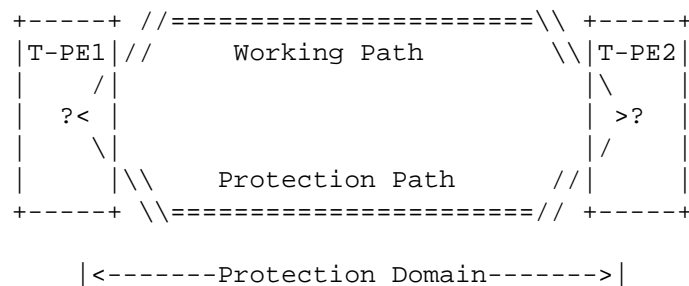 +-----+ //=======================\\ +-----+
|T-PE1|//     Working Path       \\|T-PE2|
|    /|                           |\    |
|  ?< |                           | >?  |
|    \|                           |/    |
|     |\\    Protection Path     //|     |
+-----+ \\=======================// +-----+
|<-------Protection Domain------->|